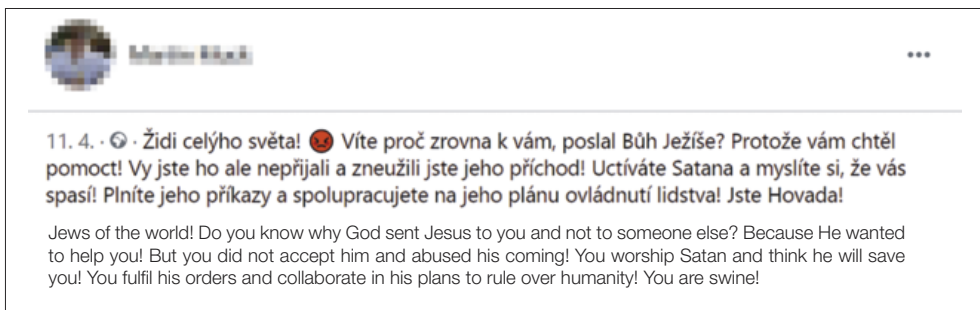 11. 4. · Židi celýho světa! 😡 Víte proč zrovna k vám, poslal Bůh Ježíše? Protože vám chtěl
pomoct! Vy jste ho ale nepřijali a zneužili jste jeho příchod! Uctíváte Satana a myslíte si, že vás
spasí! Plníte jeho příkazy a spolupracujete na jeho plánu ovládnutí lidstva! Jste Hovada!
Jews of the world! Do you know why God sent Jesus to you and not to someone else? Because He wanted
to help you! But you did not accept him and abused his coming! You worship Satan and think he will save
you! You fulfil his orders and collaborate in his plans to rule over humanity! You are swine!